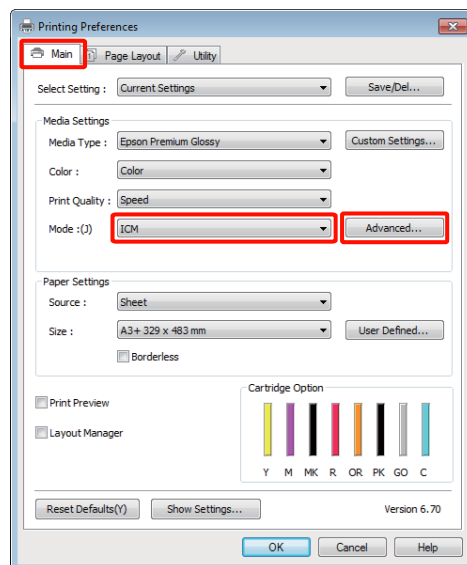 Printing Preferences
Main Page Layout Utility
Select Setting : Current Settings Save/Del...
Media Settings
Media Type : Epson Premium Glossy Custom Settings...
Color : Color
Print Quality : Speed
Mode :(J) ICM Advanced...
Paper Settings
Source : Sheet
Size : A3+ 329 x 483 mm User Defined...
Borderless
Print Preview
Layout Manager
Cartridge Option
Y M MK R OR PK GO C
Reset Defaults(Y) Show Settings... Version 6.70
OK Cancel Help